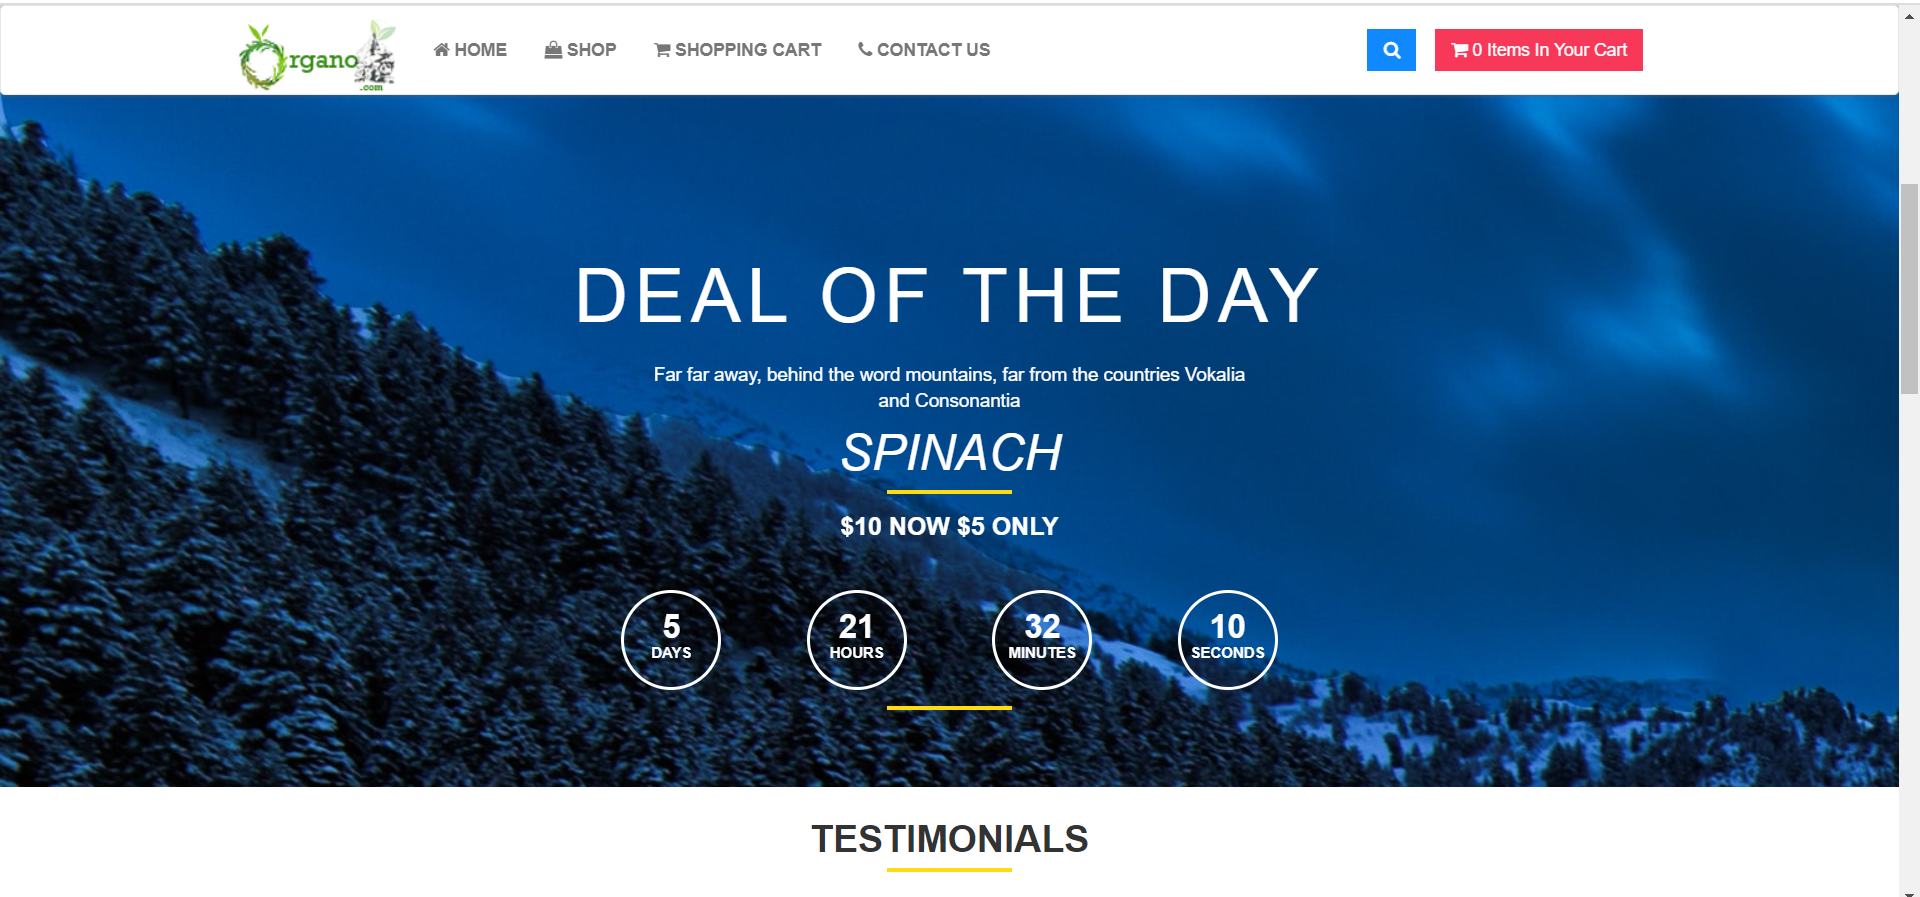 Organo
.com
HOME
SHOP
SHOPPING CART
CONTACT US
0 Items In Your Cart
DEAL OF THE DAY
Far far away, behind the word mountains, far from the countries Vokalia
and Consonantia
SPINACH
$10 NOW $5 ONLY
5
DAYS
21
HOURS
32
MINUTES
10
SECONDS
TESTIMONIALS